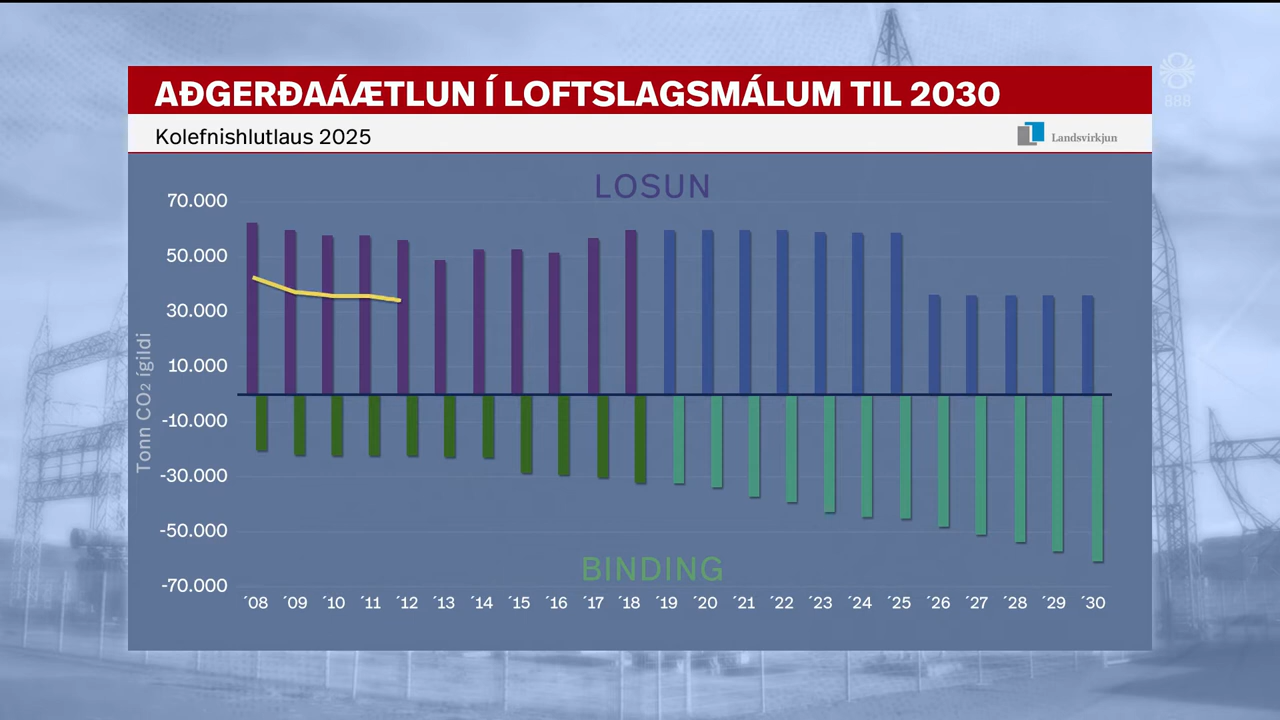 AÐGERÐAÁÆTLUN Í LOFTSLAGSMÁLUM TIL 2030
Kolefnishlutlaus 2025
Landsvirkjun
888
LOSUN
70.000
50.000
30.000
10.000
-10.000
-30.000
-50.000
-70.000
Tonn CO₂ ígildi
BINDING
´08 ´09 ´10 ´11 ´12 ´13 ´14 ´15 ´16 ´17 ´18 ´19 ´20 ´21 ´22 ´23 ´24 ´25 ´26 ´27 ´28 ´29 ´30